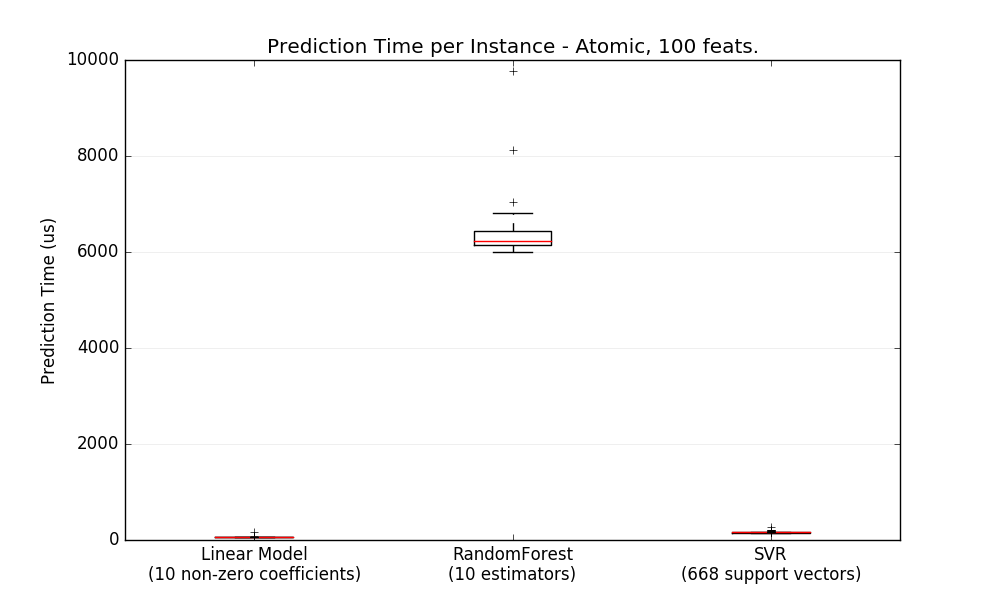 Prediction Time per Instance - Atomic, 100 feats.
10000
8000
6000
4000
2000
0
Prediction Time (us)
Linear Model
(10 non-zero coefficients)
RandomForest
(10 estimators)
SVR
(668 support vectors)